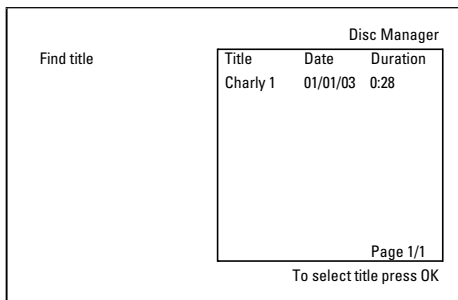 Disc Manager
Find title
Title Date Duration
Charly 1 01/01/03 0:28
Page 1/1
To select title press OK